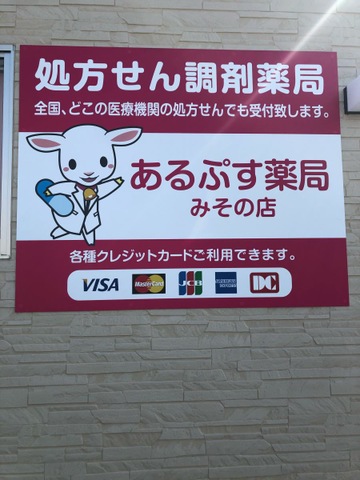 処方せん調剤薬局
全国、どこの医療機関の処方せんでも受付致します。
あるぷす薬局
みその店
各種クレジットカードご利用できます。
VISA MasterCard JCB AMERICAN EXPRESS DC